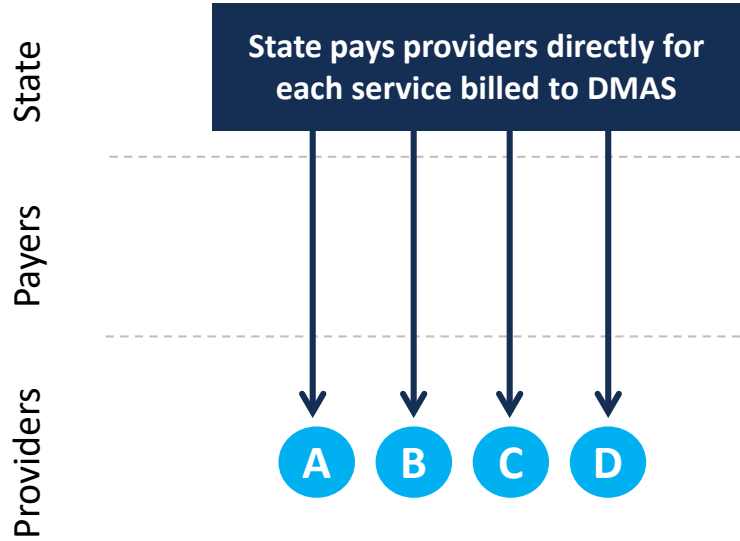 State
State pays providers directly for
each service billed to DMAS
Payers
Providers
A
B
C
D